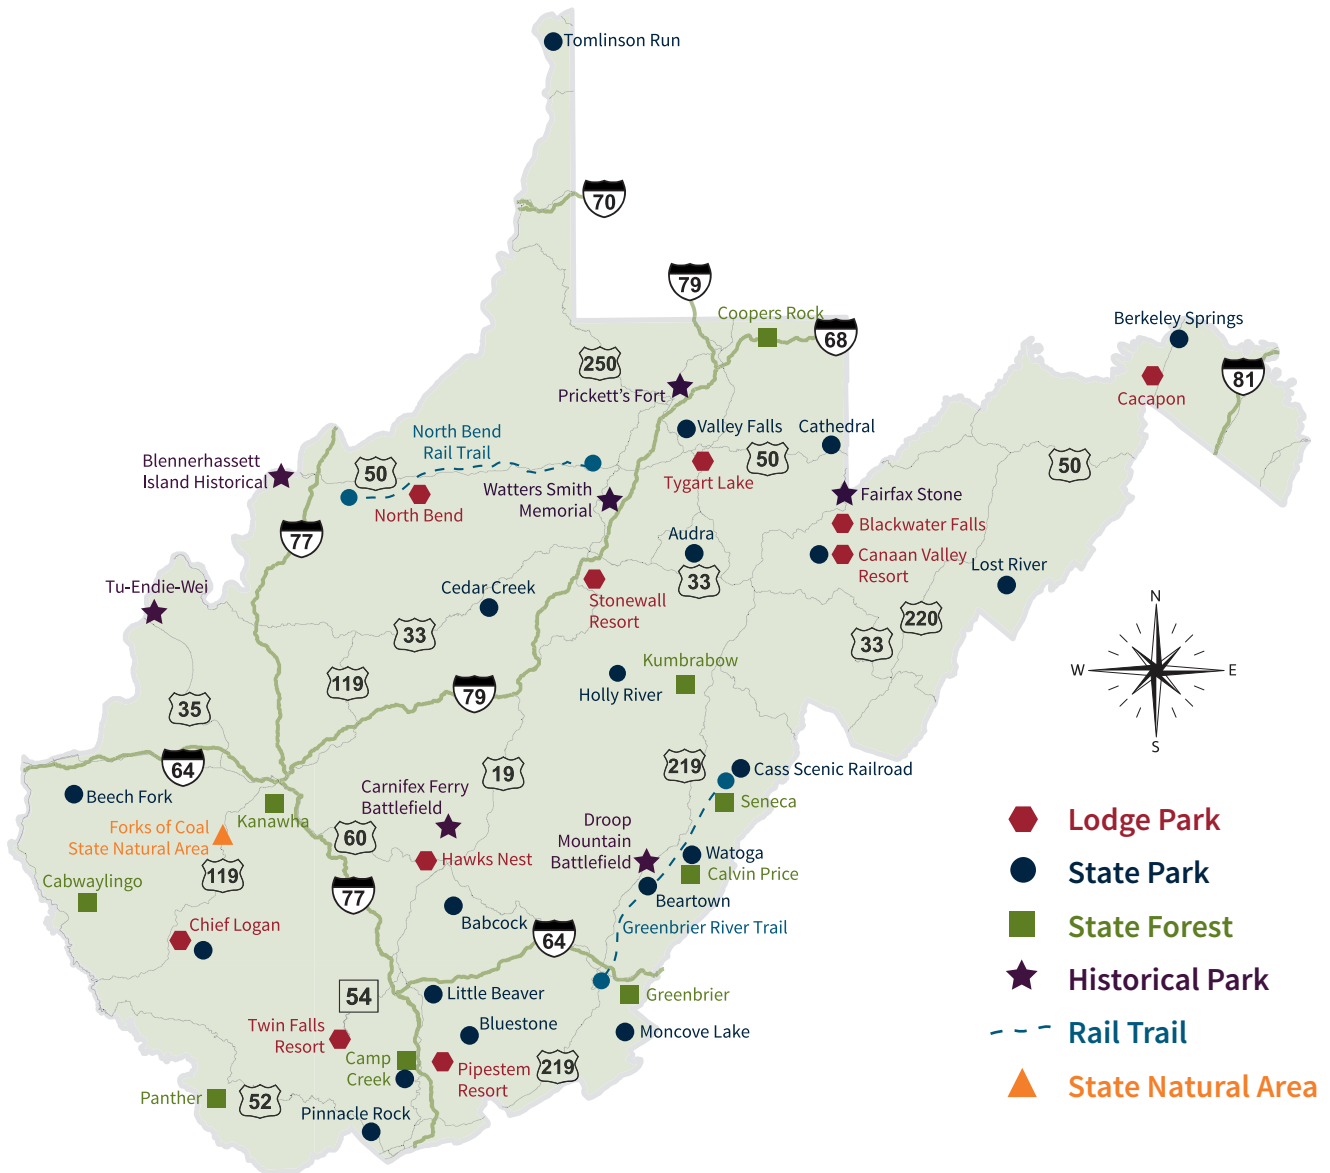 Tomlinson Run
70
79
Coopers Rock
68
Berkeley Springs
250
81
Prickett's Fort
Cacapon
North Bend
Rail Trail
Valley Falls
Cathedral
Blennerhassett
Island Historical
50
50
50
Tygart Lake
Watters Smith
Memorial
Fairfax Stone
North Bend
Blackwater Falls
77
Audra
Canaan Valley
Resort
Lost River
Tu-Endie-Wei
Cedar Creek
33
Stonewall
Resort
N
220
33
33
Kumbrabow
W
E
119
Holly River
79
35
S
64
219
Cass Scenic Railroad
19
Beech Fork
Carnifex Ferry
Battlefield
Seneca
Kanawha
Forks of Coal
State Natural Area
60
Droop
Mountain
Battlefield
Watoga
Hawks Nest
Calvin Price
119
Cabwaylingo
77
Beartown
Chief Logan
Babcock
Greenbrier River Trail
64
54
Little Beaver
Greenbrier
Twin Falls
Resort
Bluestone
Moncove Lake
Camp
Creek
Pipestem
Resort
219
Panther
52
Pinnacle Rock
Lodge Park
State Park
State Forest
Historical Park
Rail Trail
State Natural Area